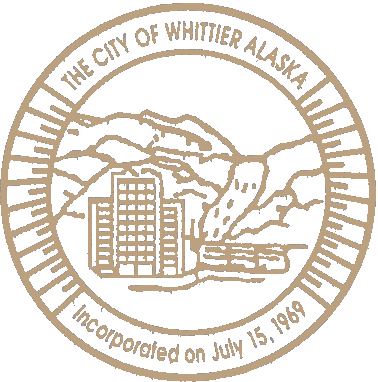 THE CITY OF WHITTIER ALASKA
Incorporated on July 15, 1969